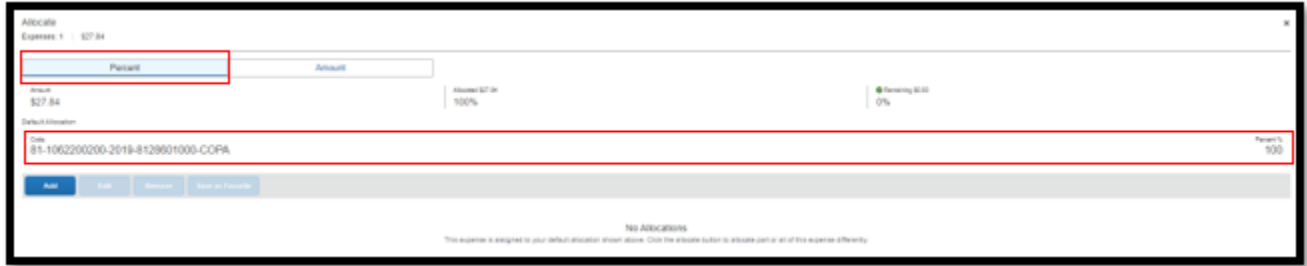 Allocate
Expenses: 1 | $27.84
Percent Amount
Amount Allocated $27.84 Remaining $0.00
$27.84 100% 0%
Default Allocation
Code Percent %
81-1062200200-2019-8128601000-COPA 100
Add Edit Remove Save as Favorite
No Allocations
This expense is assigned to your default allocation shown above. Click the allocate button to allocate part or all of this expense differently.